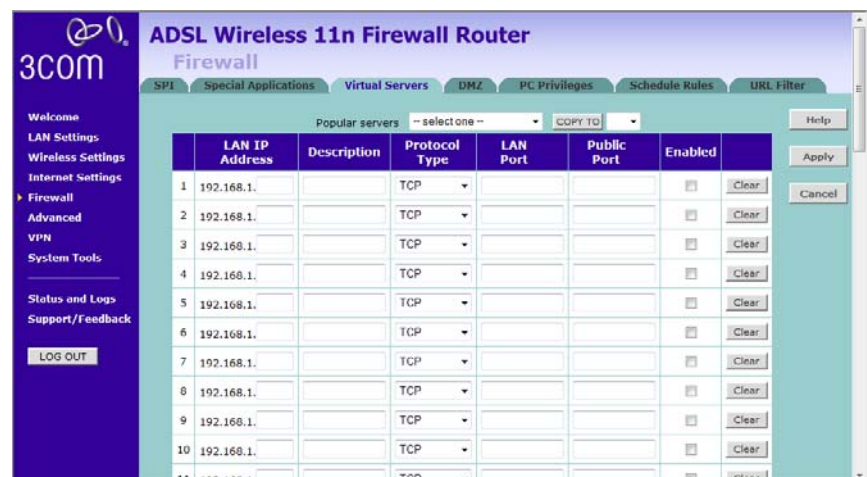 3COM
ADSL Wireless 11n Firewall Router
Firewall
SPI Special Applications Virtual Servers DMZ PC Privileges Schedule Rules URL Filter
Welcome
LAN Settings
Wireless Settings
Internet Settings
Firewall
Advanced
VPN
System Tools
Status and Logs
Support/Feedback
LOG OUT
Popular servers -- select one -- COPY TO
LAN IP Address Description Protocol Type LAN Port Public Port Enabled
1 192.168.1. TCP Clear
2 192.168.1. TCP Clear
3 192.168.1. TCP Clear
4 192.168.1. TCP Clear
5 192.168.1. TCP Clear
6 192.168.1. TCP Clear
7 192.168.1. TCP Clear
8 192.168.1. TCP Clear
9 192.168.1. TCP Clear
10 192.168.1. TCP Clear
Help
Apply
Cancel